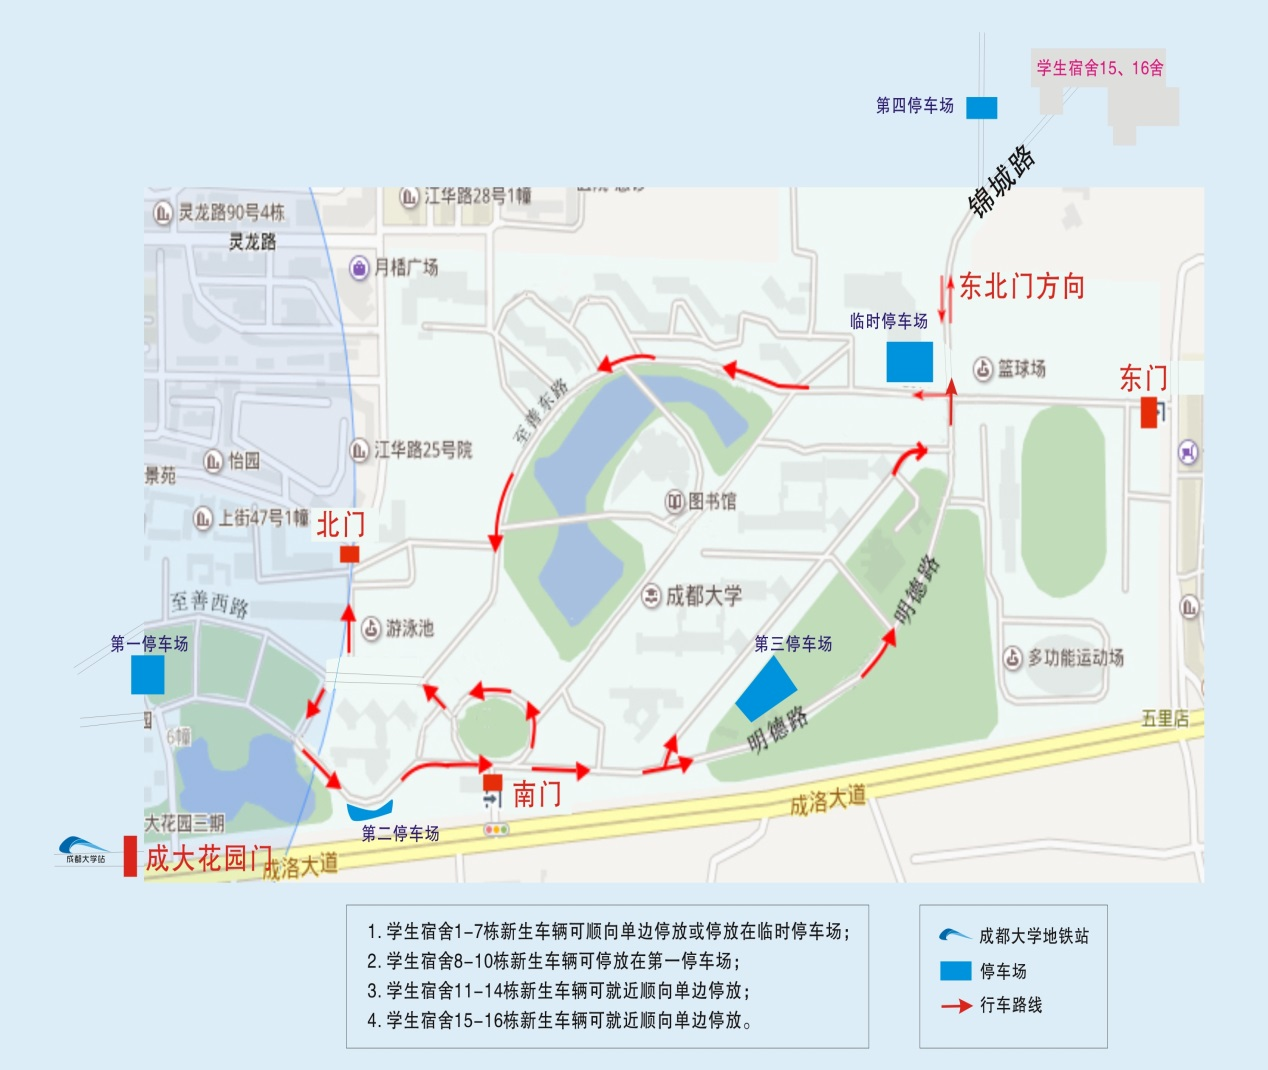 学生宿舍15、16舍
第四停车场
锦城路
江华路28号1幢
灵龙路90号4栋
灵龙路
月榙广场
东北门方向
临时停车场
篮球场
东门
至善东路
江华路25号院
怡园
景苑
图书馆
上街47号1幢
北门
明德路
成都大学
至善西路
游泳池
第一停车场
第三停车场
多功能运动场
五里店
园
6幢
明德路
南门
成洛大道
第二停车场
大花园三期
成都大学站
成大花园门
成洛大道
1. 学生宿舍1-7栋新生车辆可顺向单边停放或停放在临时停车场；
2. 学生宿舍8-10栋新生车辆可停放在第一停车场；
3. 学生宿舍11-14栋新生车辆可就近顺向单边停放；
4. 学生宿舍15-16栋新生车辆可就近顺向单边停放。
成都大学地铁站
停车场
行车路线